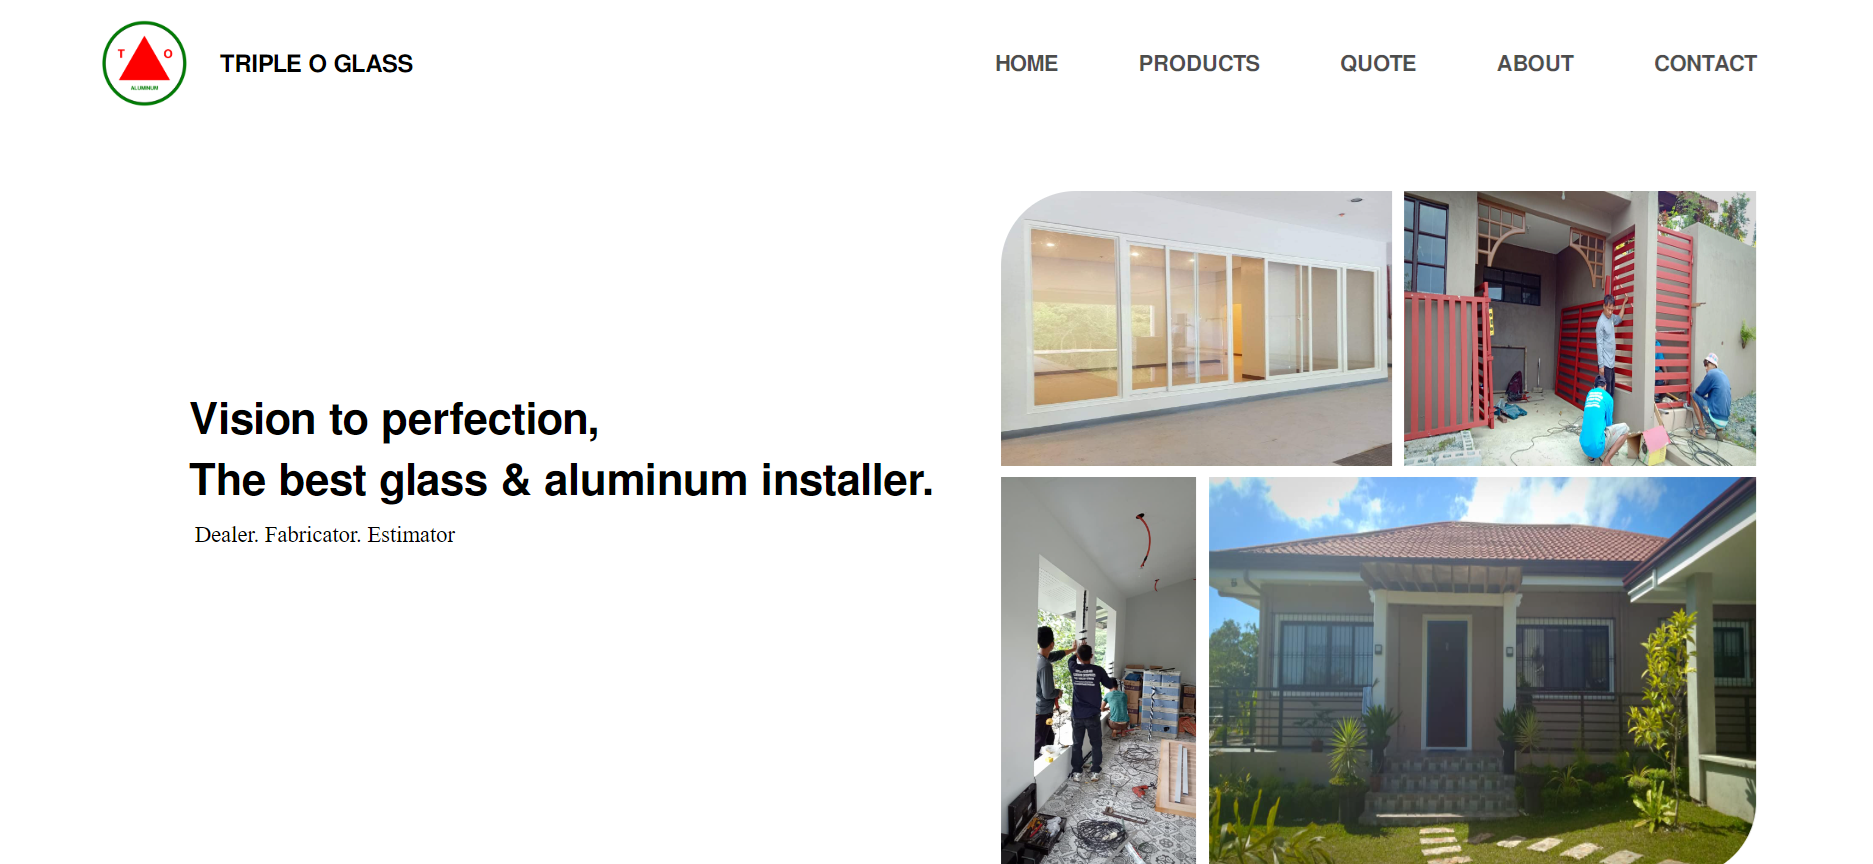 T O
ALUMINUM
TRIPLE O GLASS
HOME PRODUCTS QUOTE ABOUT CONTACT
Vision to perfection,
The best glass & aluminum installer.
Dealer. Fabricator. Estimator